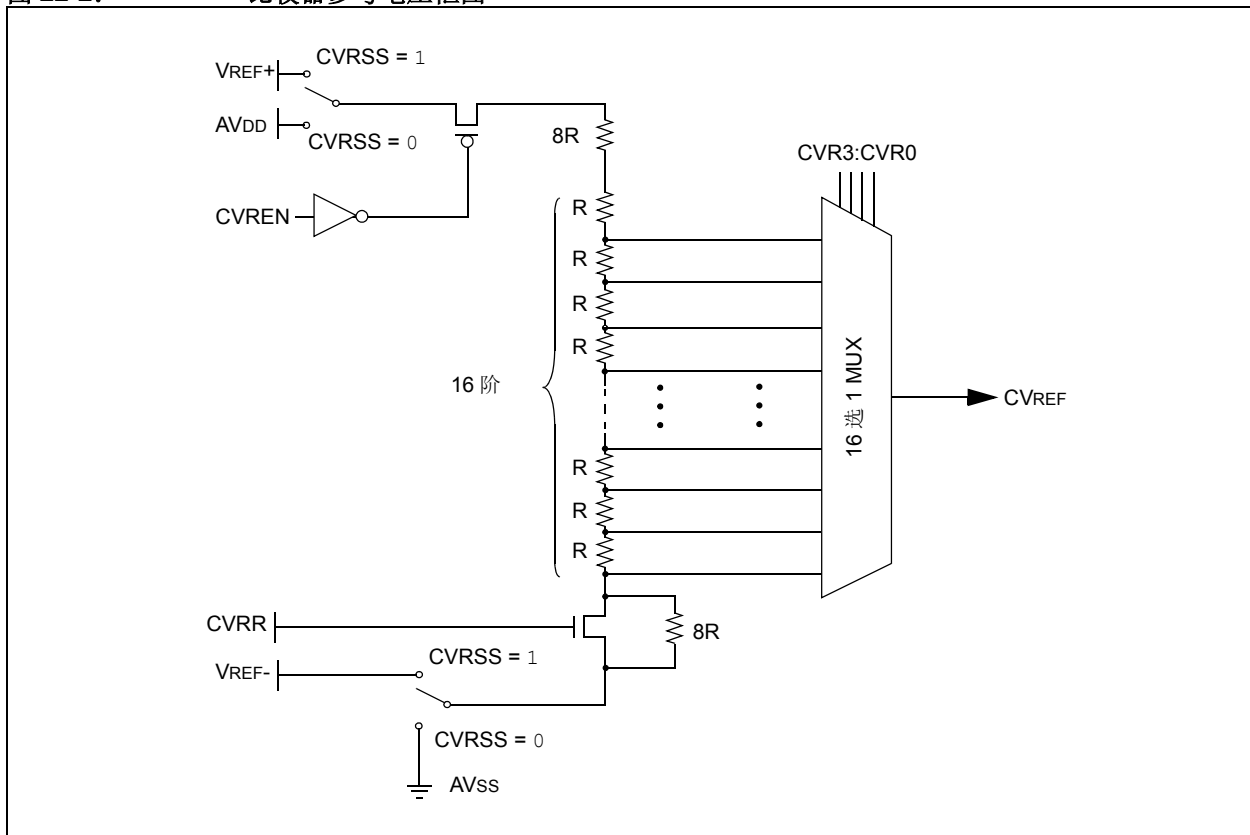 CVRSS = 1
VREF+
AVDD
CVRSS = 0
8R
CVR3:CVR0
CVREN
R
R
R
R
16 阶
16 选 1 MUX
CVREF
R
R
R
CVRR
8R
CVRSS = 1
VREF-
CVRSS = 0
AVSS